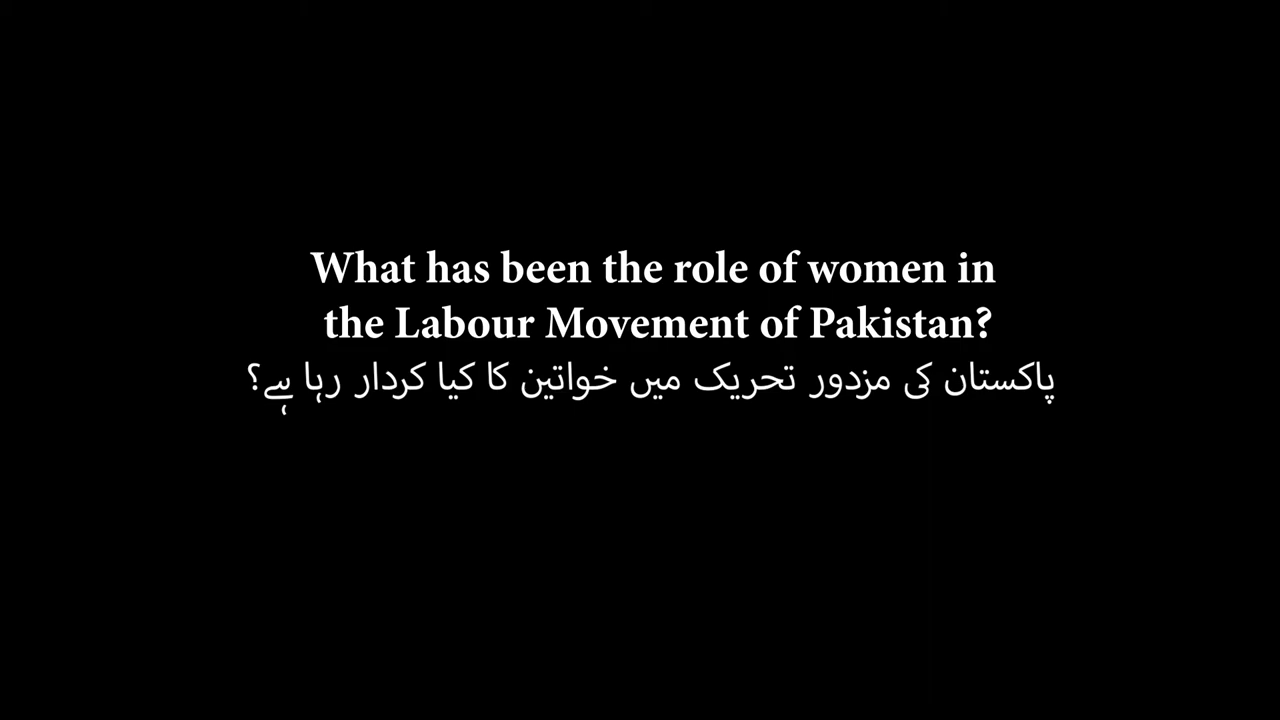 What has been the role of women in
the Labour Movement of Pakistan?
پاکستان کی مزدور تحریک میں خواتین کا کیا کردار رہا ہے؟